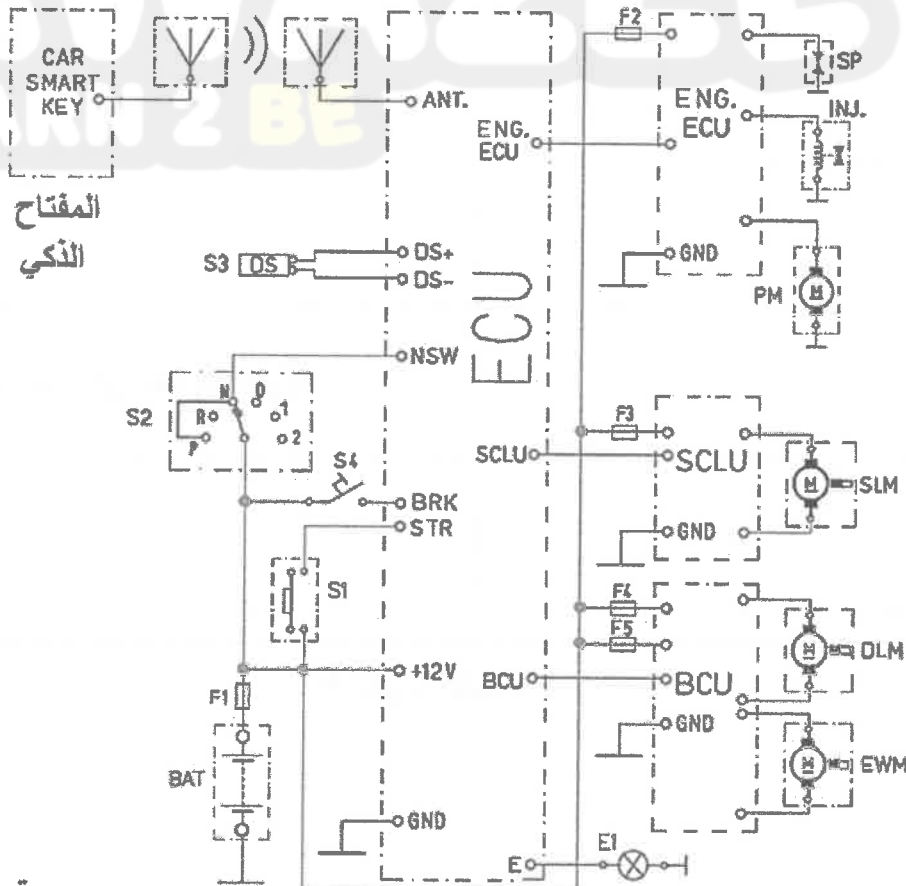 CAR
SMART
KEY
المفتاح
الذكي
ANT.
ENG.
ECU
DS+
DS-
S3
DS
ECU
NSW
N
D
R
1
P
2
S2
S4
SCLU
BRK
STR
S1
+12V
BCU
F1
BAT
GND
E
F2
ENG.
ECU
GND
SP
INJ.
PM
M
F3
SCLU
GND
M
SLM
F4
F5
BCU
GND
M
DLM
M
EWM
E1